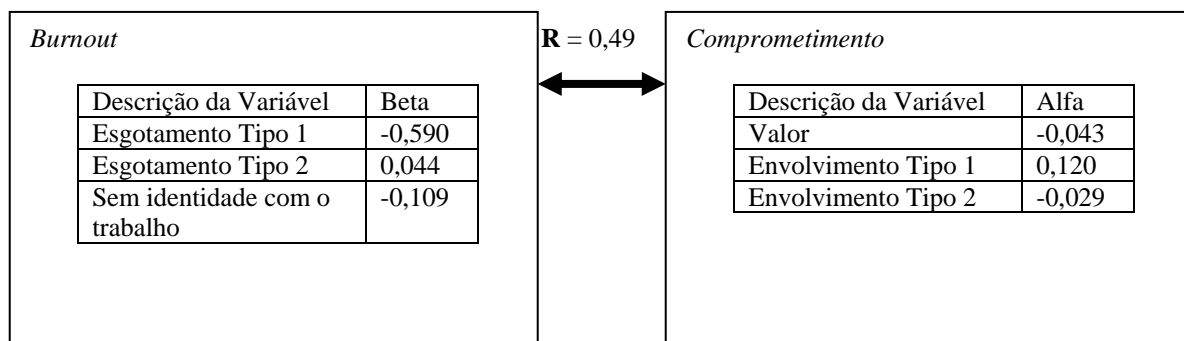 Burnout
R = 0,49
Comprometimento
Descrição da Variável Beta
Esgotamento Tipo 1 -0,590
Esgotamento Tipo 2 0,044
Sem identidade com o -0,109
trabalho
Descrição da Variável Alfa
Valor -0,043
Envolvimento Tipo 1 0,120
Envolvimento Tipo 2 -0,029